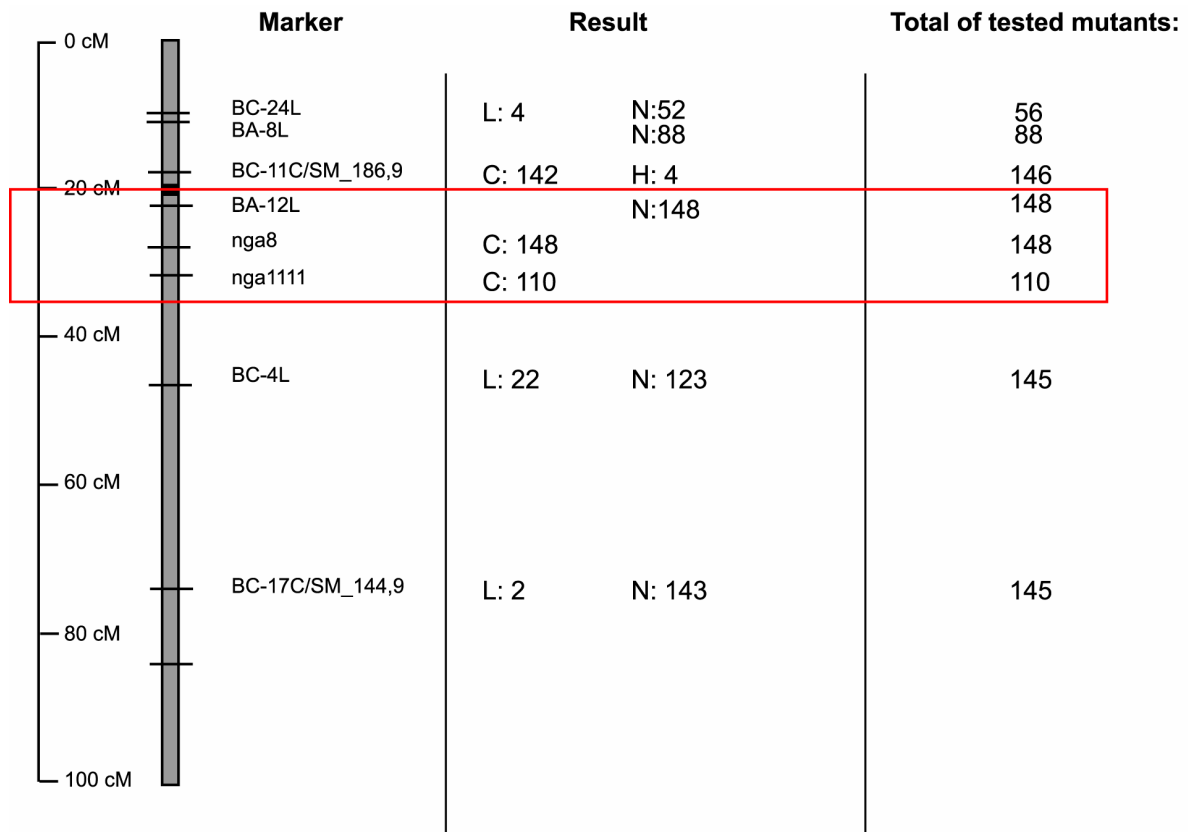 Marker Result Total of tested mutants:
0 cM
BC-24L L: 4 N:52 56
BA-8L N:88 88
BC-11C/SM_186,9 C: 142 H: 4 146
20 cM
BA-12L N:148 148
nga8 C: 148 148
nga1111 C: 110 110
40 cM
BC-4L L: 22 N: 123 145
60 cM
BC-17C/SM_144,9 L: 2 N: 143 145
80 cM
100 cM